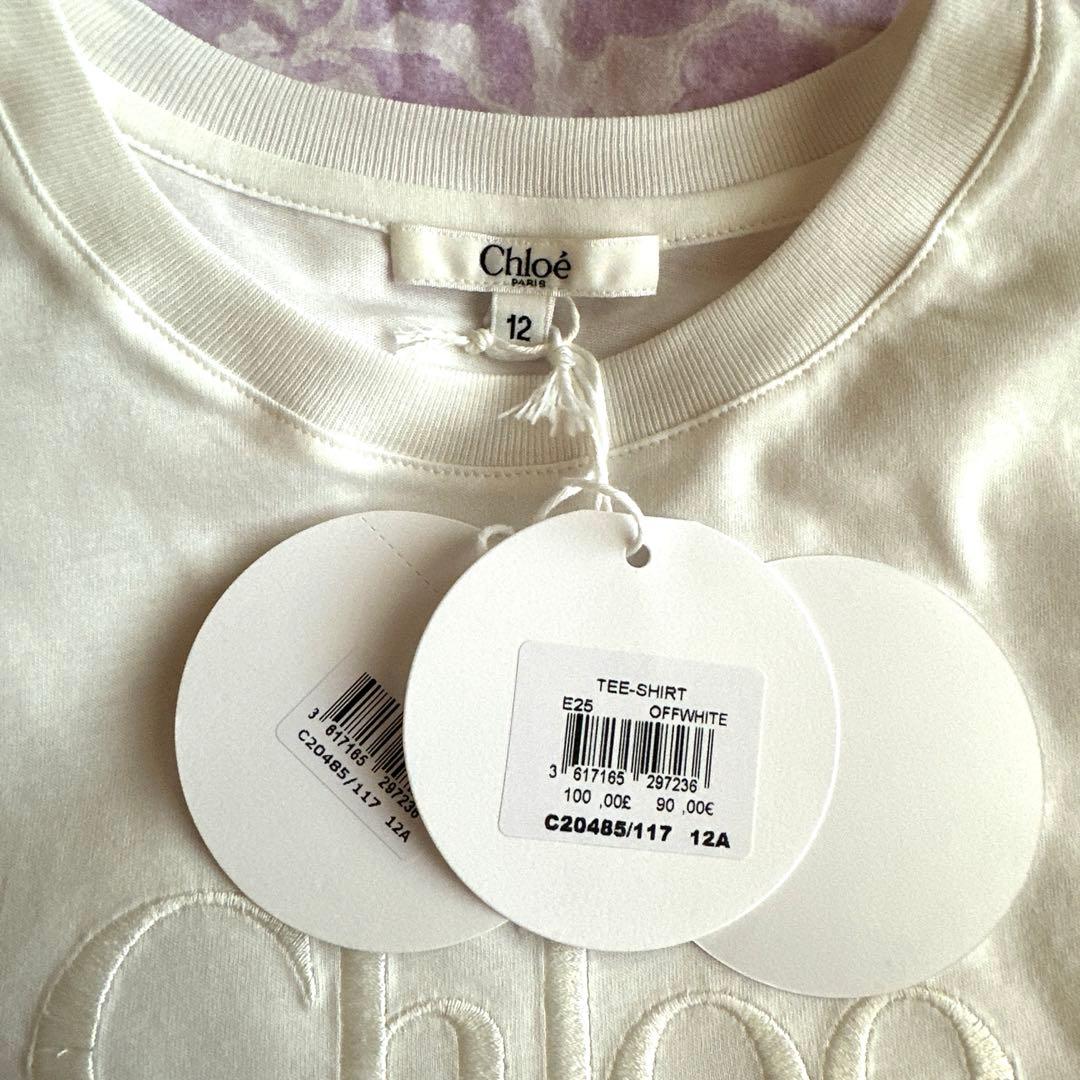 Chloé
PARIS
12
TEE-SHIRT
E25 OFFWHITE
3 617165 297236
100 ,00£ 90 ,00€
C20485/117 12A
3 617165 297236
C20485/117 12A
Chloe